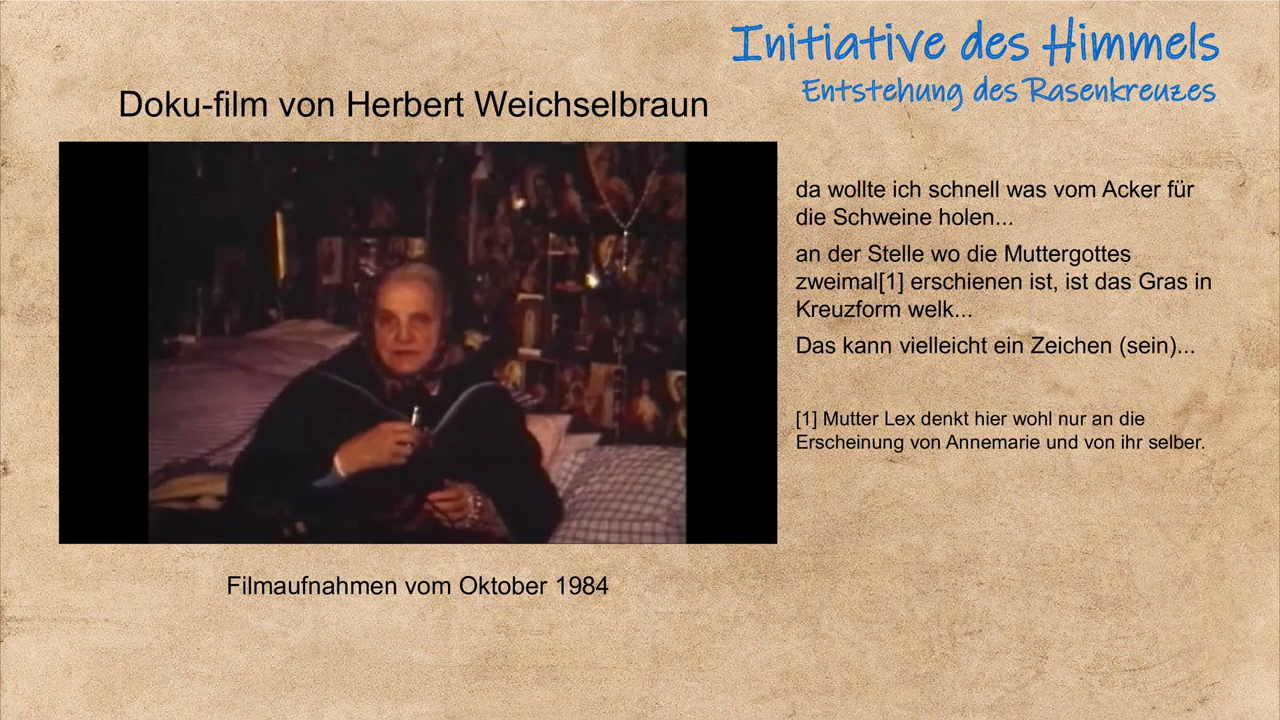 Initiative des Himmels
Entstehung des Rasenkreuzes
Doku-film von Herbert Weichselbraun
da wollte ich schnell was vom Acker für
die Schweine holen...
an der Stelle wo die Muttergottes
zweimal[1] erschienen ist, ist das Gras in
Kreuzform welk...
Das kann vielleicht ein Zeichen (sein)...
[1] Mutter Lex denkt hier wohl nur an die
Erscheinung von Annemarie und von ihr selber.
Filmaufnahmen vom Oktober 1984